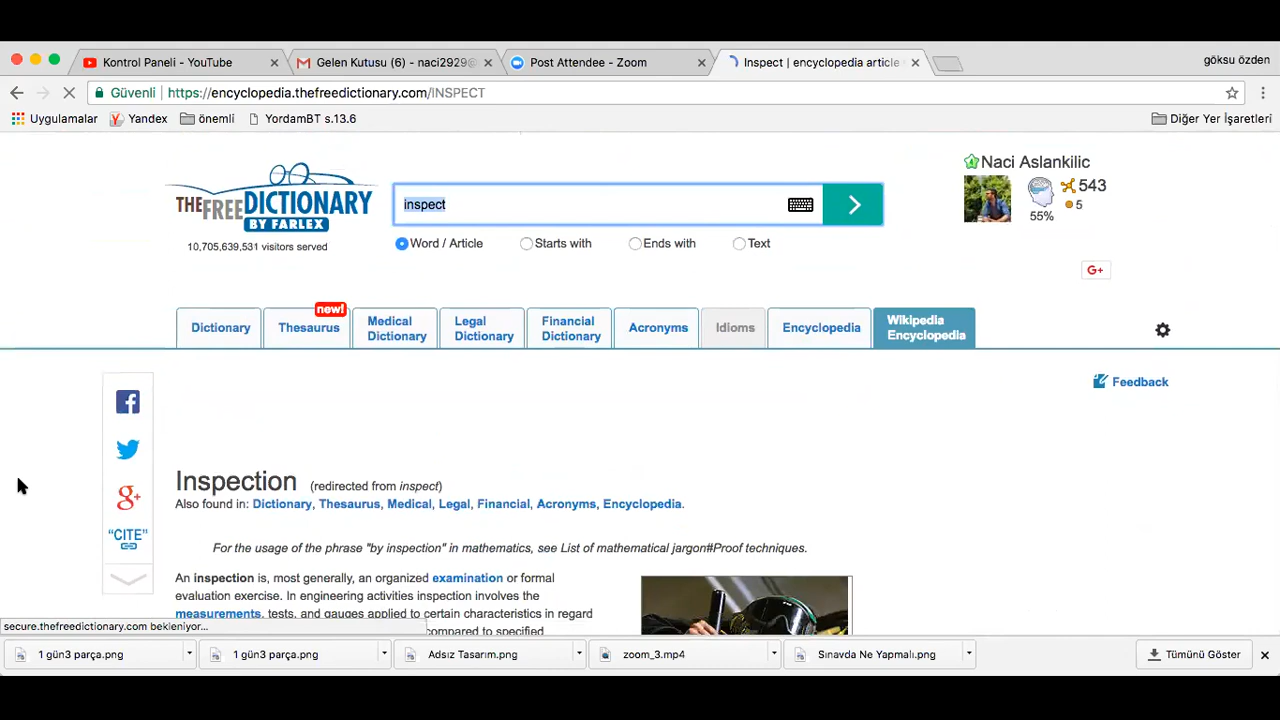 göksu özden
Kontrol Paneli - YouTube
Gelen Kutusu (6) - naci2929@
Post Attendee - Zoom
Inspect | encyclopedia article
Güvenli
https://encyclopedia.thefreedictionary.com/INSPECT
Uygulamalar
Yandex
önemli
YordamBT s.13.6
Diğer Yer İşaretleri
THEFREEDICTIONARY
BY FARLEX
10,705,639,531 visitors served
inspect
Word / Article
Starts with
Ends with
Text
Naci Aslankilic
55%
543
5
G+
Dictionary
new!
Thesaurus
Medical
Dictionary
Legal
Dictionary
Financial
Dictionary
Acronyms
Idioms
Encyclopedia
Wikipedia
Encyclopedia
Feedback
"CITE"
Inspection (redirected from inspect)
Also found in: Dictionary, Thesaurus, Medical, Legal, Financial, Acronyms, Encyclopedia.
For the usage of the phrase "by inspection" in mathematics, see List of mathematical jargon#Proof techniques.
An inspection is, most generally, an organized examination or formal
evaluation exercise. In engineering activities inspection involves the
measurements, tests, and gauges applied to certain characteristics in regard
compared to specified
secure.thefreedictionary.com bekleniyor...
1 gün3 parça.png
1 gün3 parça.png
Adsız Tasarım.png
zoom_3.mp4
Sınavda Ne Yapmalı.png
Tümünü Göster